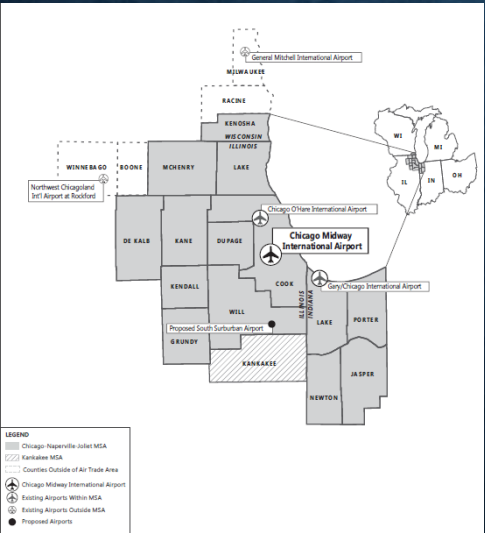 General Mitchell International Airport
MILWAUKEE
RACINE
KENOSHA
WISCONSIN
ILLINOIS
WI
MI
IL
IN
OH
WINNEBAGO
BOONE
MCHENRY
LAKE
Northwest Chicagoland
Int'l Airport at Rockford
Chicago O'Hare International Airport
Chicago Midway
International Airport
DE KALB
KANE
DUPAGE
COOK
Gary/Chicago International Airport
KENDALL
WILL
ILLINOIS
INDIANA
LAKE
PORTER
Proposed South Surburban Airport
GRUNDY
KANKAKEE
JASPER
NEWTON
LEGEND
Chicago-Naperville-Joliet MSA
Kankakee MSA
Counties Outside of Air Trade Area
Chicago Midway International Airport
Existing Airports Within MSA
Existing Airports Outside MSA
Proposed Airports